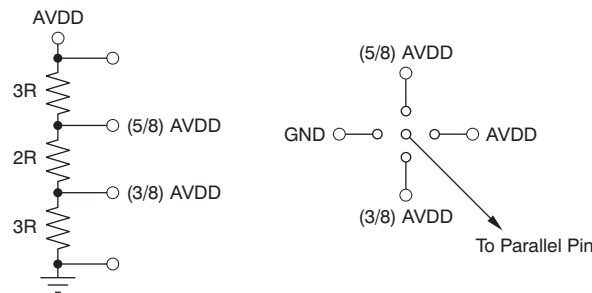 AVDD
3R
(5/8) AVDD
2R
(3/8) AVDD
3R
(5/8) AVDD
GND
AVDD
(3/8) AVDD
To Parallel Pin